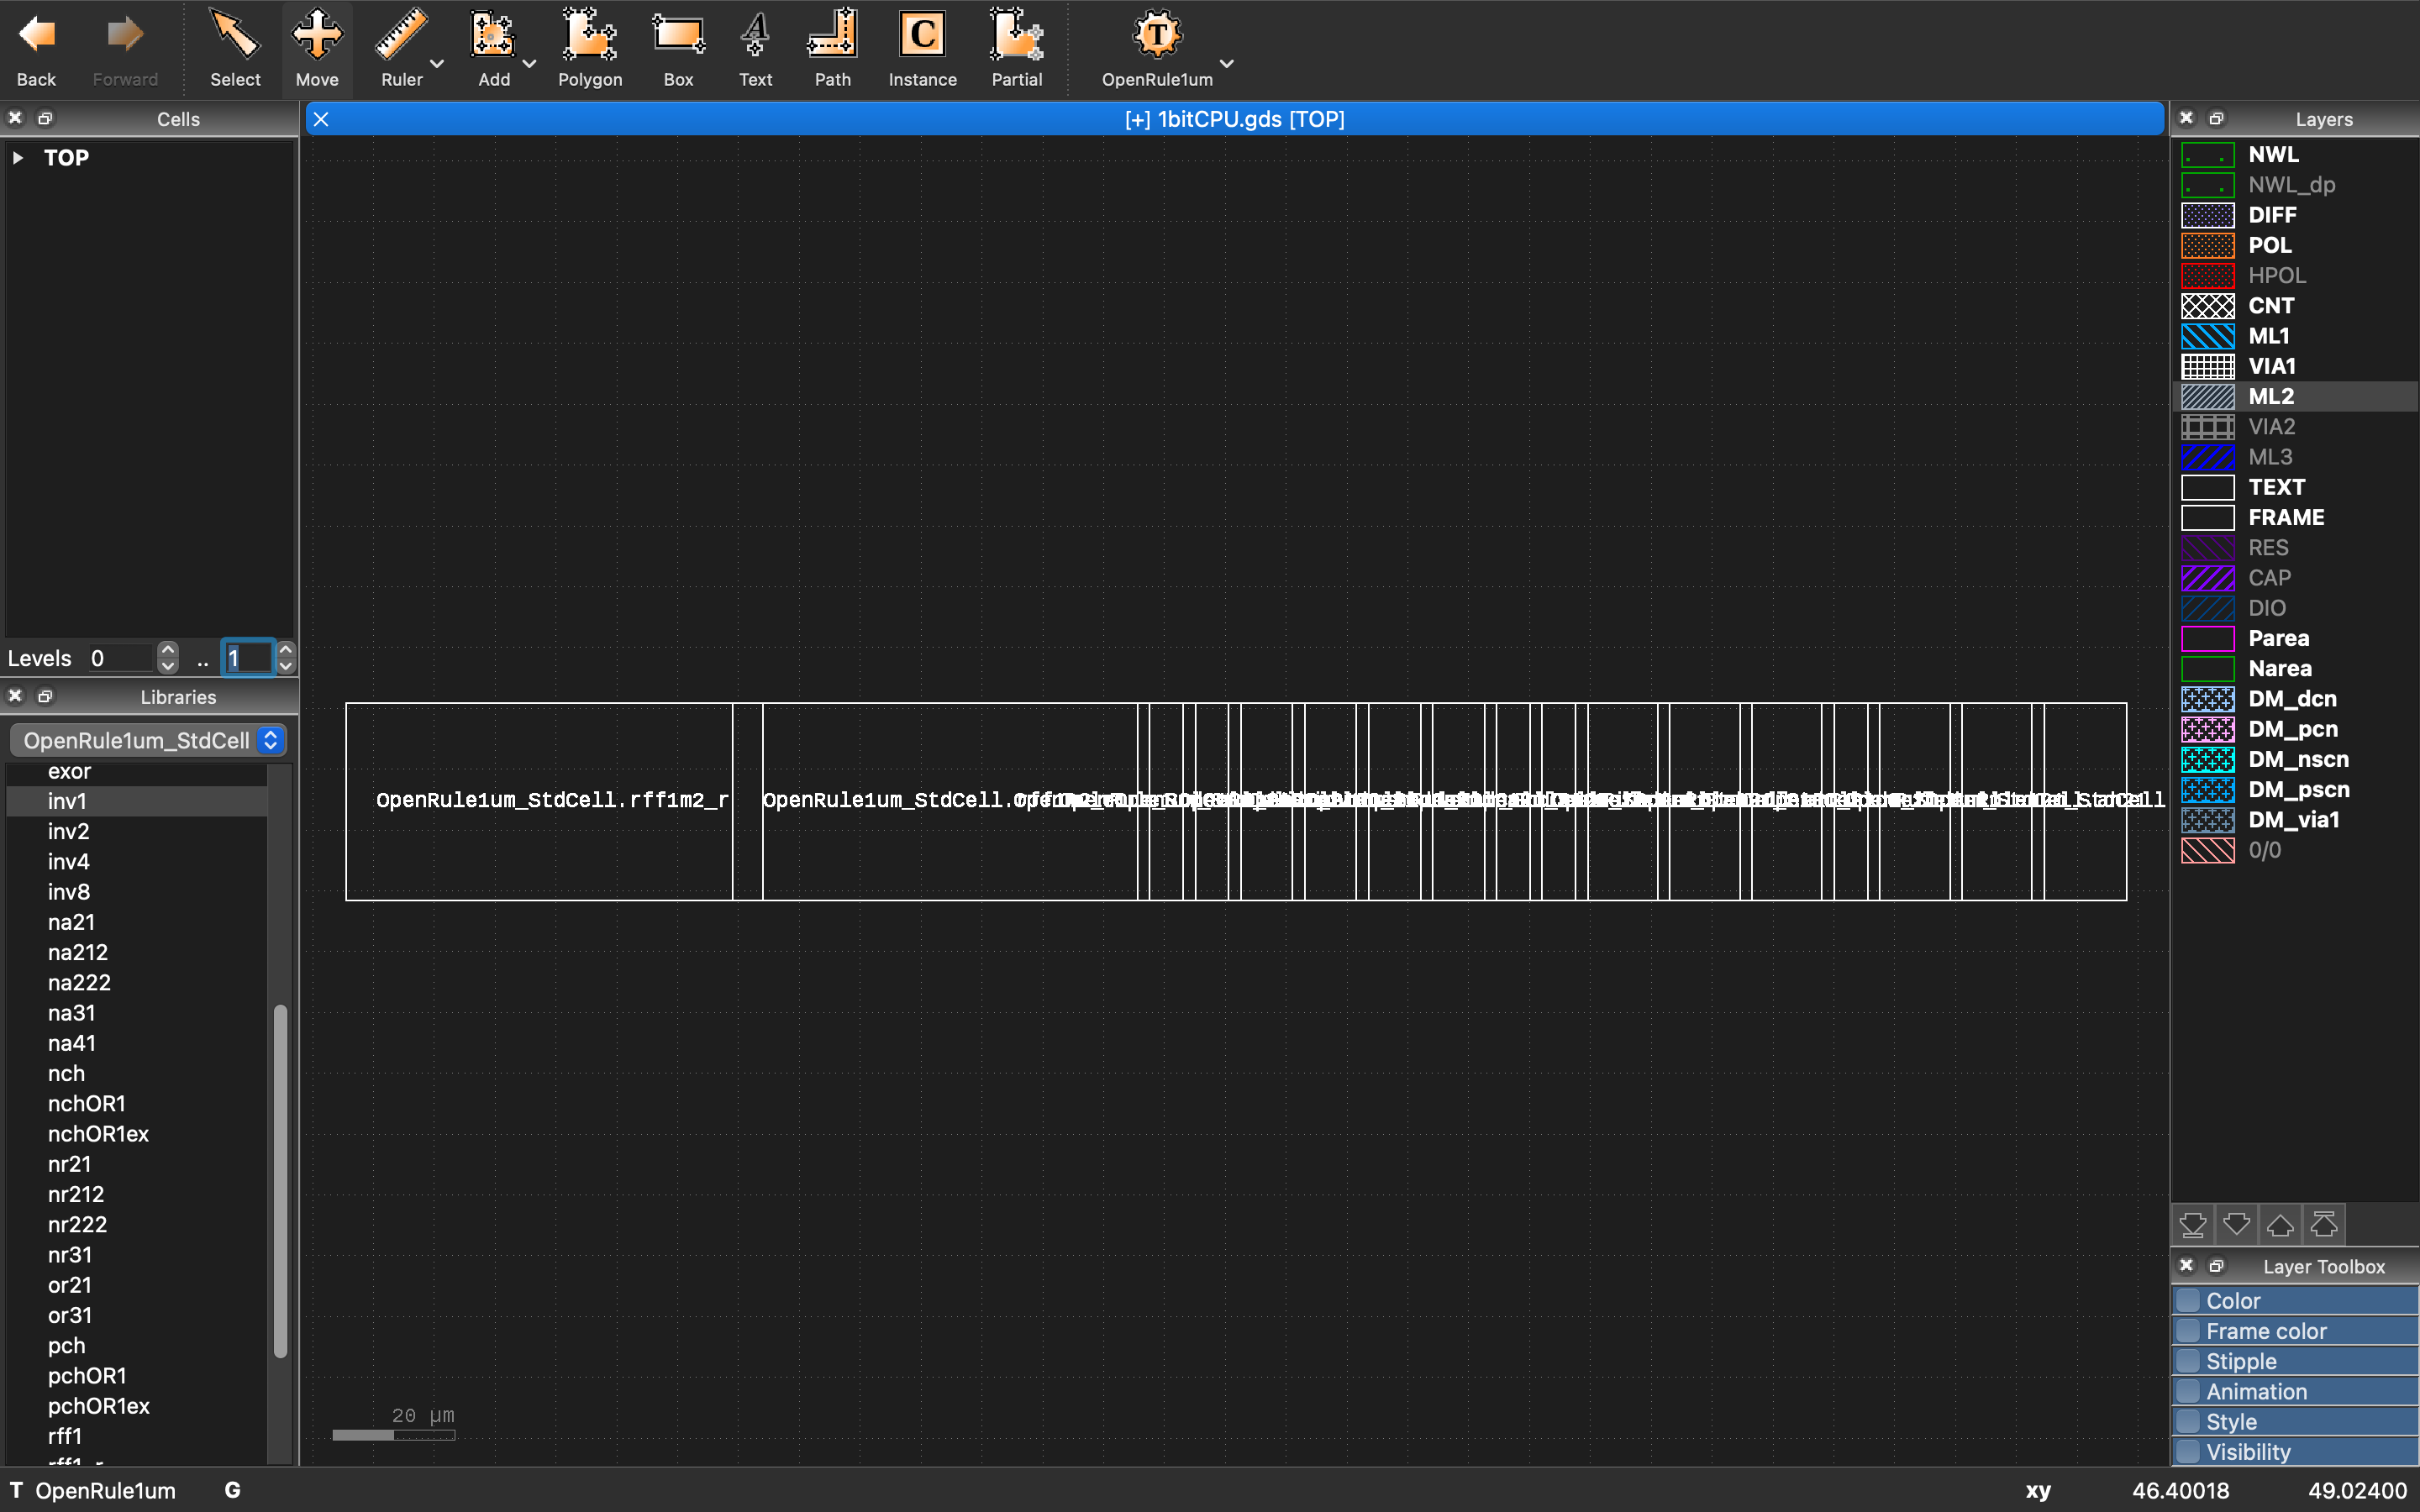 Back
Forward
Select
Move
Ruler
Add
Polygon
Box
Text
Path
Instance
Partial
OpenRule1um
Cells
[+] 1bitCPU.gds [TOP]
Layers
TOP
Levels 0 .. 1
Libraries
OpenRule1um_StdCell
exor
inv1
inv2
inv4
inv8
na21
na212
na222
na31
na41
nch
nchOR1
nchOR1ex
nr21
nr212
nr222
nr31
or21
or31
pch
pchOR1
pchOR1ex
rff1
OpenRule1um_StdCell.rff1m2_r
OpenRule1um_StdCell.
20 µm
NWL
NWL_dp
DIFF
POL
HPOL
CNT
ML1
VIA1
ML2
VIA2
ML3
TEXT
FRAME
RES
CAP
DIO
Parea
Narea
DM_dcn
DM_pcn
DM_nscn
DM_pscn
DM_via1
0/0
Layer Toolbox
Color
Frame color
Stipple
Animation
Style
Visibility
T OpenRule1um G
xy 46.40018 49.02400